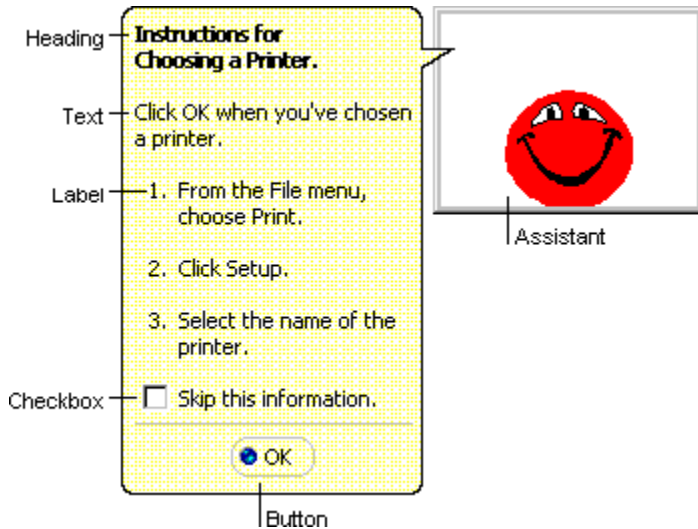 Heading
Instructions for
Choosing a Printer.
Text
Click OK when you've chosen
a printer.
Label
1. From the File menu,
choose Print.
2. Click Setup.
3. Select the name of the
printer.
Checkbox
Skip this information.
OK
Button
Assistant